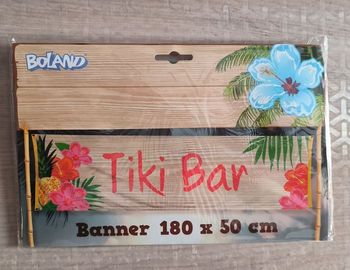 BOLAND
Tiki Bar
Banner 180 x 50 cm